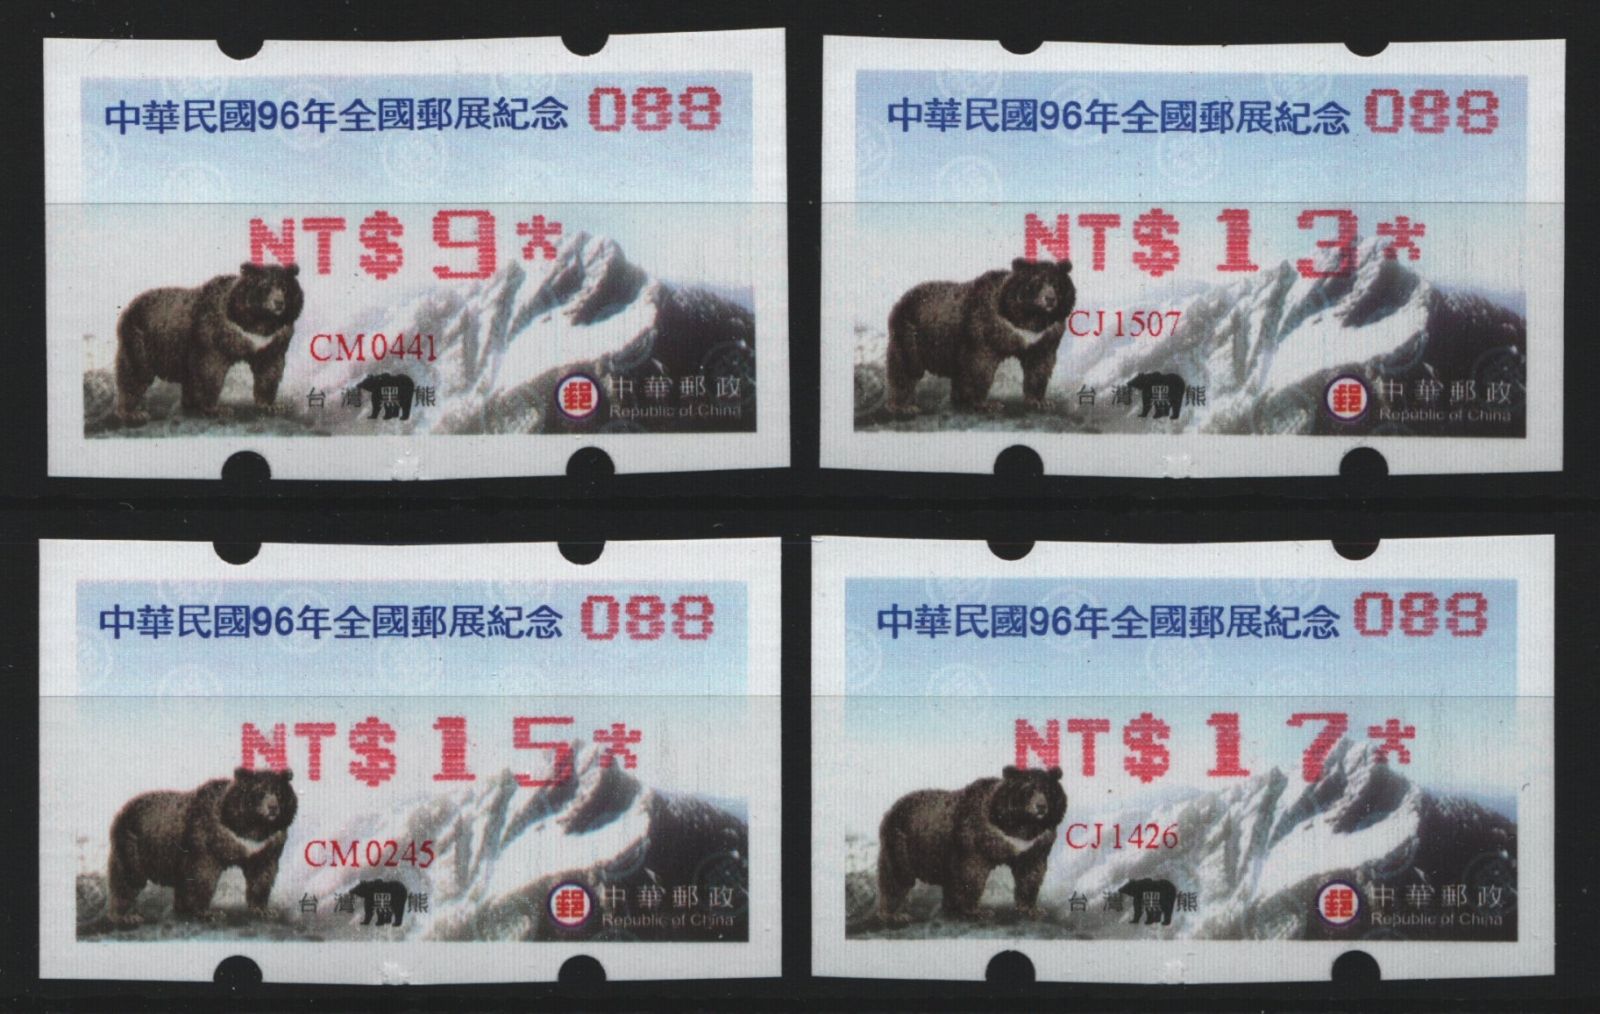 中華民國96年全國郵展紀念 088
NT$9*
CM0441
台灣黑熊
郵 中華郵政
Republic of China
中華民國96年全國郵展紀念 088
NT$13*
CJ1507
台灣黑熊
郵 中華郵政
Republic of China
中華民國96年全國郵展紀念 088
NT$15*
CM0245
台灣黑熊
郵 中華郵政
Republic of China
中華民國96年全國郵展紀念 088
NT$17*
CJ1426
台灣黑熊
郵 中華郵政
Republic of China